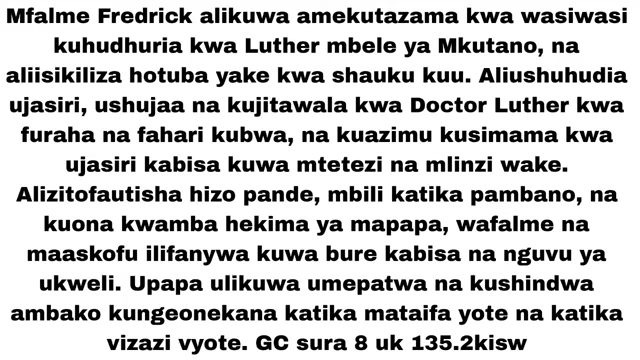 Mfalme Fredrick alikuwa amekutazama kwa wasiwasi
kuhudhuria kwa Luther mbele ya Mkutano, na
aliisikiliza hotuba yake kwa shauku kuu. Aliushuhudia
ujasiri, ushujaa na kujitawala kwa Doctor Luther kwa
furaha na fahari kubwa, na kuazimu kusimama kwa
ujasiri kabisa kuwa mtetezi na mlinzi wake.
Alizitofautisha hizo pande, mbili katika pambano, na
kuona kwamba hekima ya mapapa, wafalme na
maaskofu ilifanywa kuwa bure kabisa na nguvu ya
ukweli. Upapa ulikuwa umepatwa na kushindwa
ambako kungeonekana katika mataifa yote na katika
vizazi vyote. GC sura 8 uk 135.2kisw